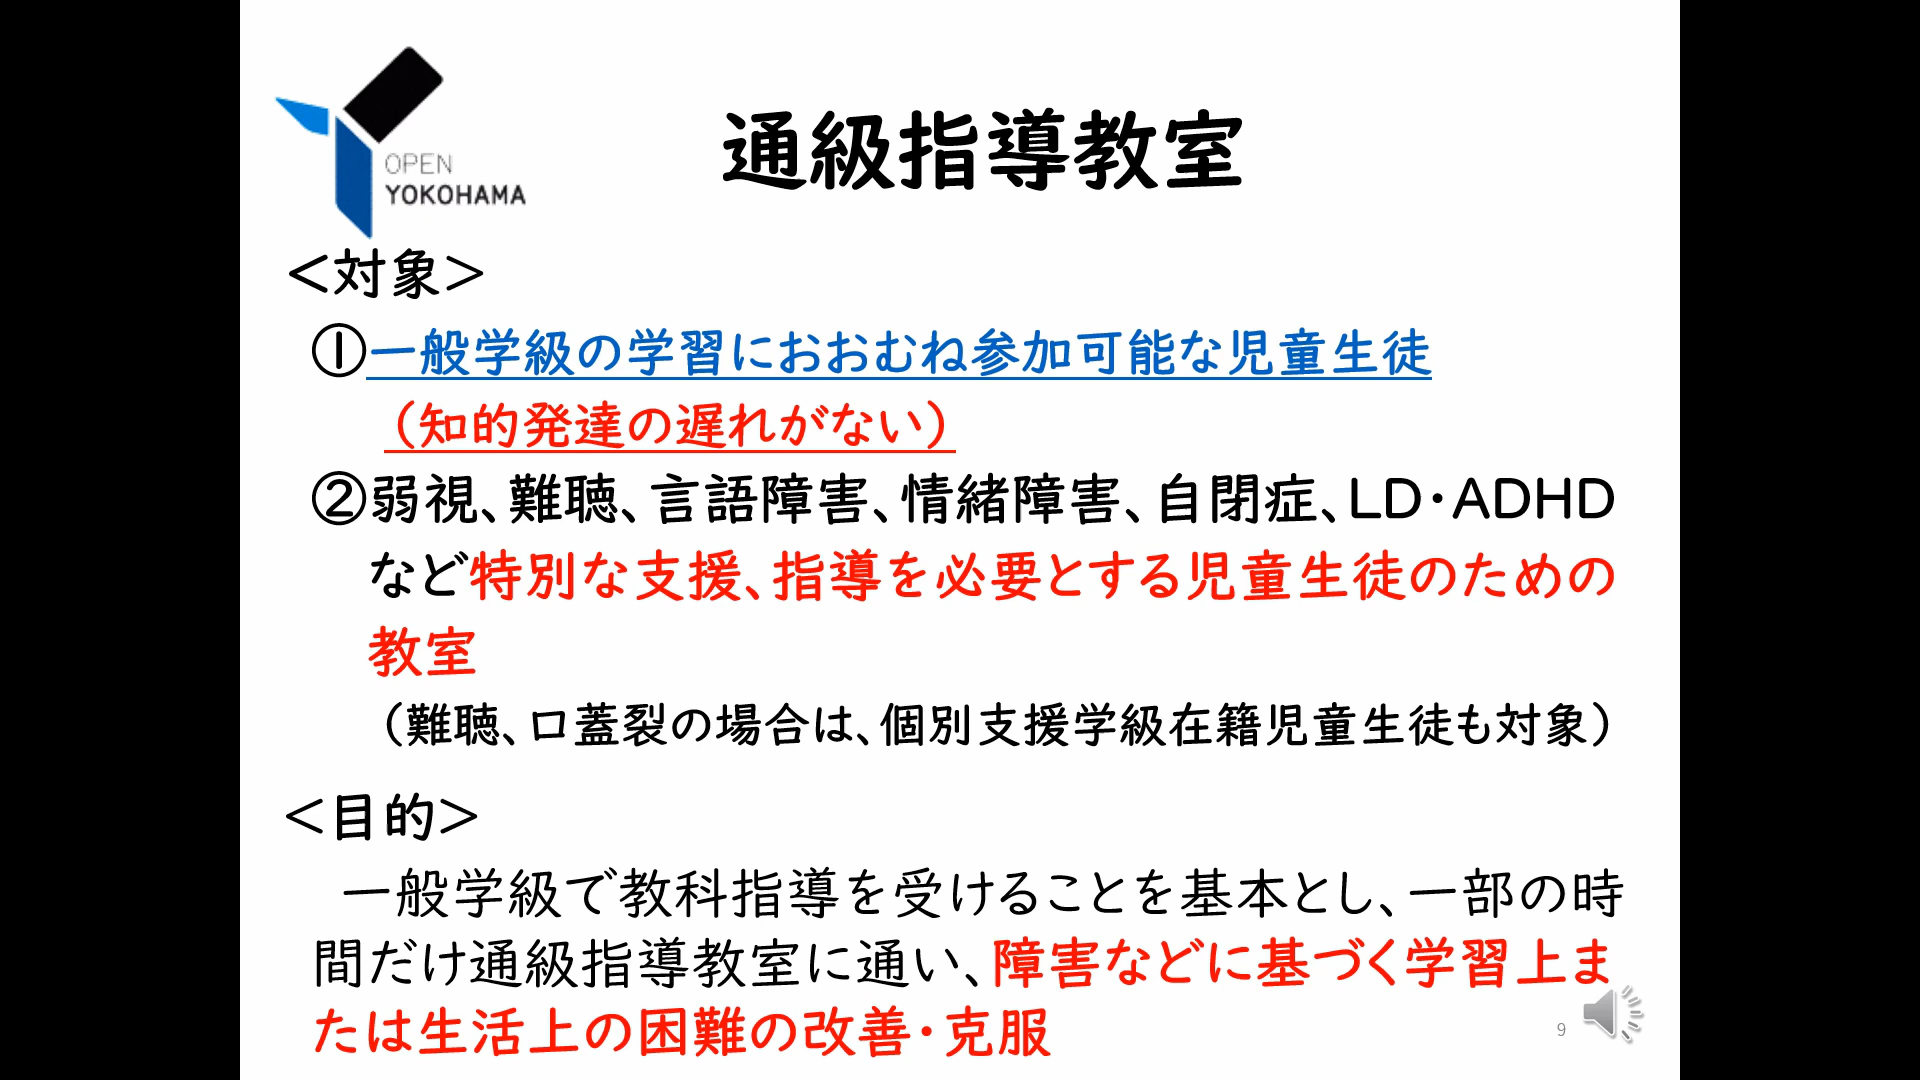 OPEN
YOKOHAMA
通級指導教室
＜対象＞
①一般学級の学習におおむね参加可能な児童生徒
（知的発達の遅れがない）
②弱視、難聴、言語障害、情緒障害、自閉症、LD・ADHD
など特別な支援、指導を必要とする児童生徒のための
教室
（難聴、口蓋裂の場合は、個別支援学級在籍児童生徒も対象）
＜目的＞
一般学級で教科指導を受けることを基本とし、一部の時
間だけ通級指導教室に通い、障害などに基づく学習上ま
たは生活上の困難の改善・克服
9